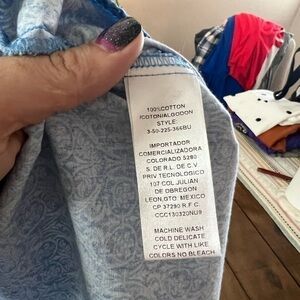 100%COTTON
/COTON/ALGODON
STYLE:
3-50-225-366BU
IMPORTADOR
COMERCIALIZADORA
COLORADO 5280
S. DE R.L. DE C.V
PRIV TECNOLOGICO
107 COL JULIAN
DE OBREGON
LEON,GTO. MEXICO
CP 37290 R.F.C.
CCC130320NU9
MACHINE WASH
COLD DELICATE
CYCLE WITH LIKE
COLORS NO BLEACH